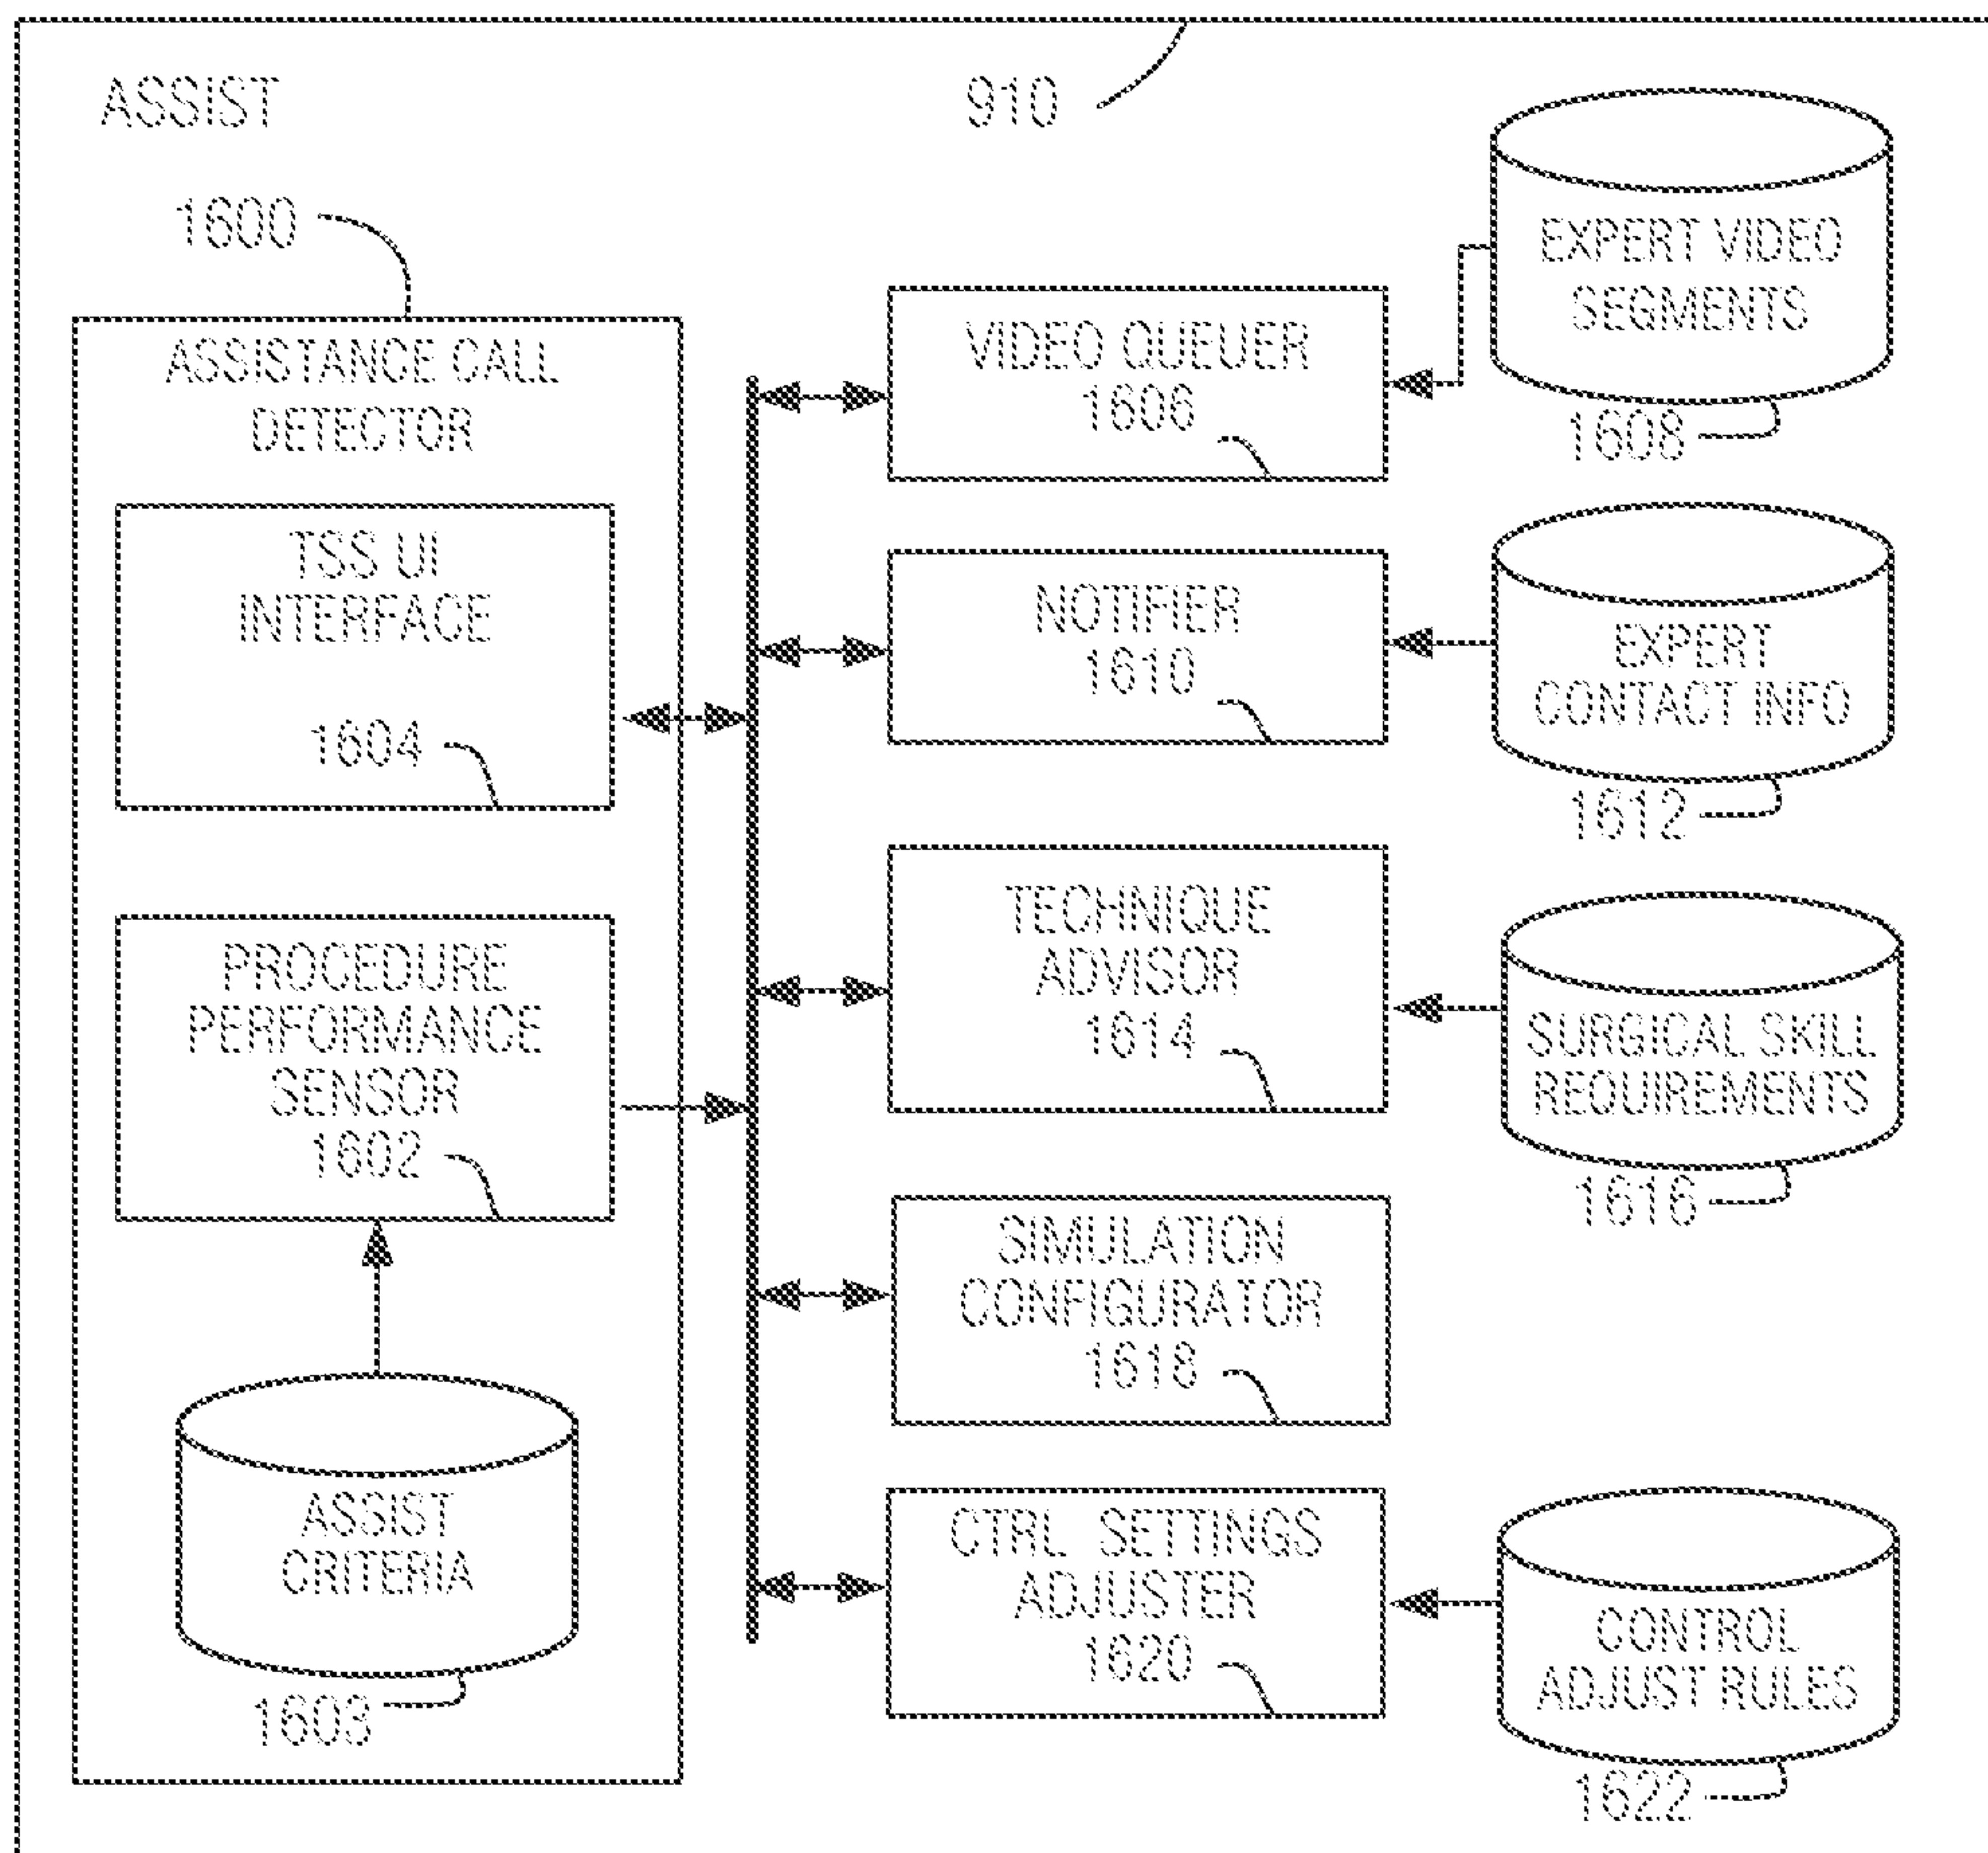 ASSIST
910
1600
ASSISTANCE CALL
DETECTOR
TSS UI
INTERFACE
1604
PROCEDURE
PERFORMANCE
SENSOR
1602
ASSIST
CRITERIA
1603
VIDEO QUEUER
1606
EXPERT VIDEO
SEGMENTS
1608
NOTIFIER
1610
EXPERT
CONTACT INFO
1612
TECHNIQUE
ADVISOR
1614
SURGICAL SKILL
REQUIREMENTS
1616
SIMULATION
CONFIGURATOR
1618
CTRL SETTINGS
ADJUSTER
1620
CONTROL
ADJUST RULES
1622